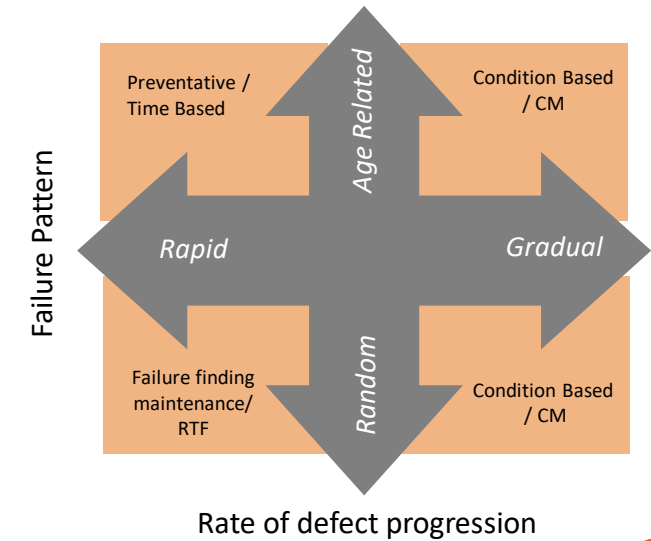 Failure Pattern
Preventative /
Time Based
Age Related
Condition Based
/ CM
Rapid
Gradual
Failure finding
maintenance/
RTF
Random
Condition Based
/ CM
Rate of defect progression